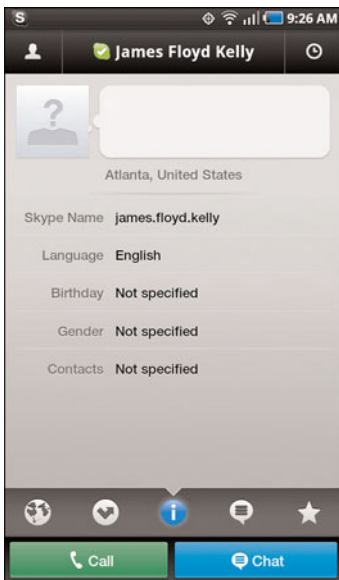 S 9:26 AM
James Floyd Kelly
?
Atlanta, United States
Skype Name james.floyd.kelly
Language English
Birthday Not specified
Gender Not specified
Contacts Not specified
i
Call Chat